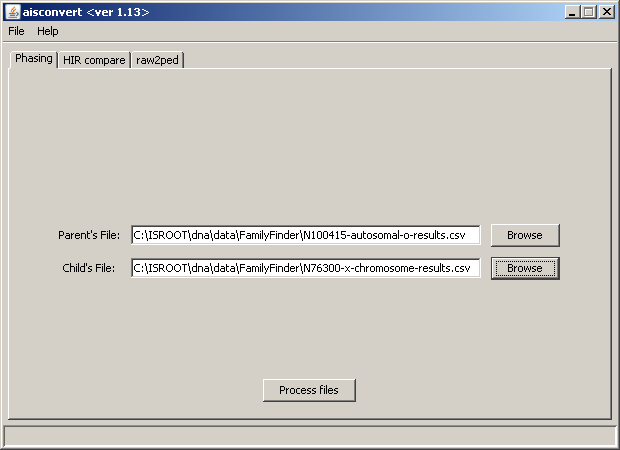 aisconvert <ver 1.13>
File Help
Phasing HIR compare raw2ped
Parent's File: C:\ISROOT\dna\data\FamilyFinder\N100415-autosomal-o-results.csv Browse
Child's File: C:\ISROOT\dna\data\FamilyFinder\N76300-x-chromosome-results.csv Browse
Process files